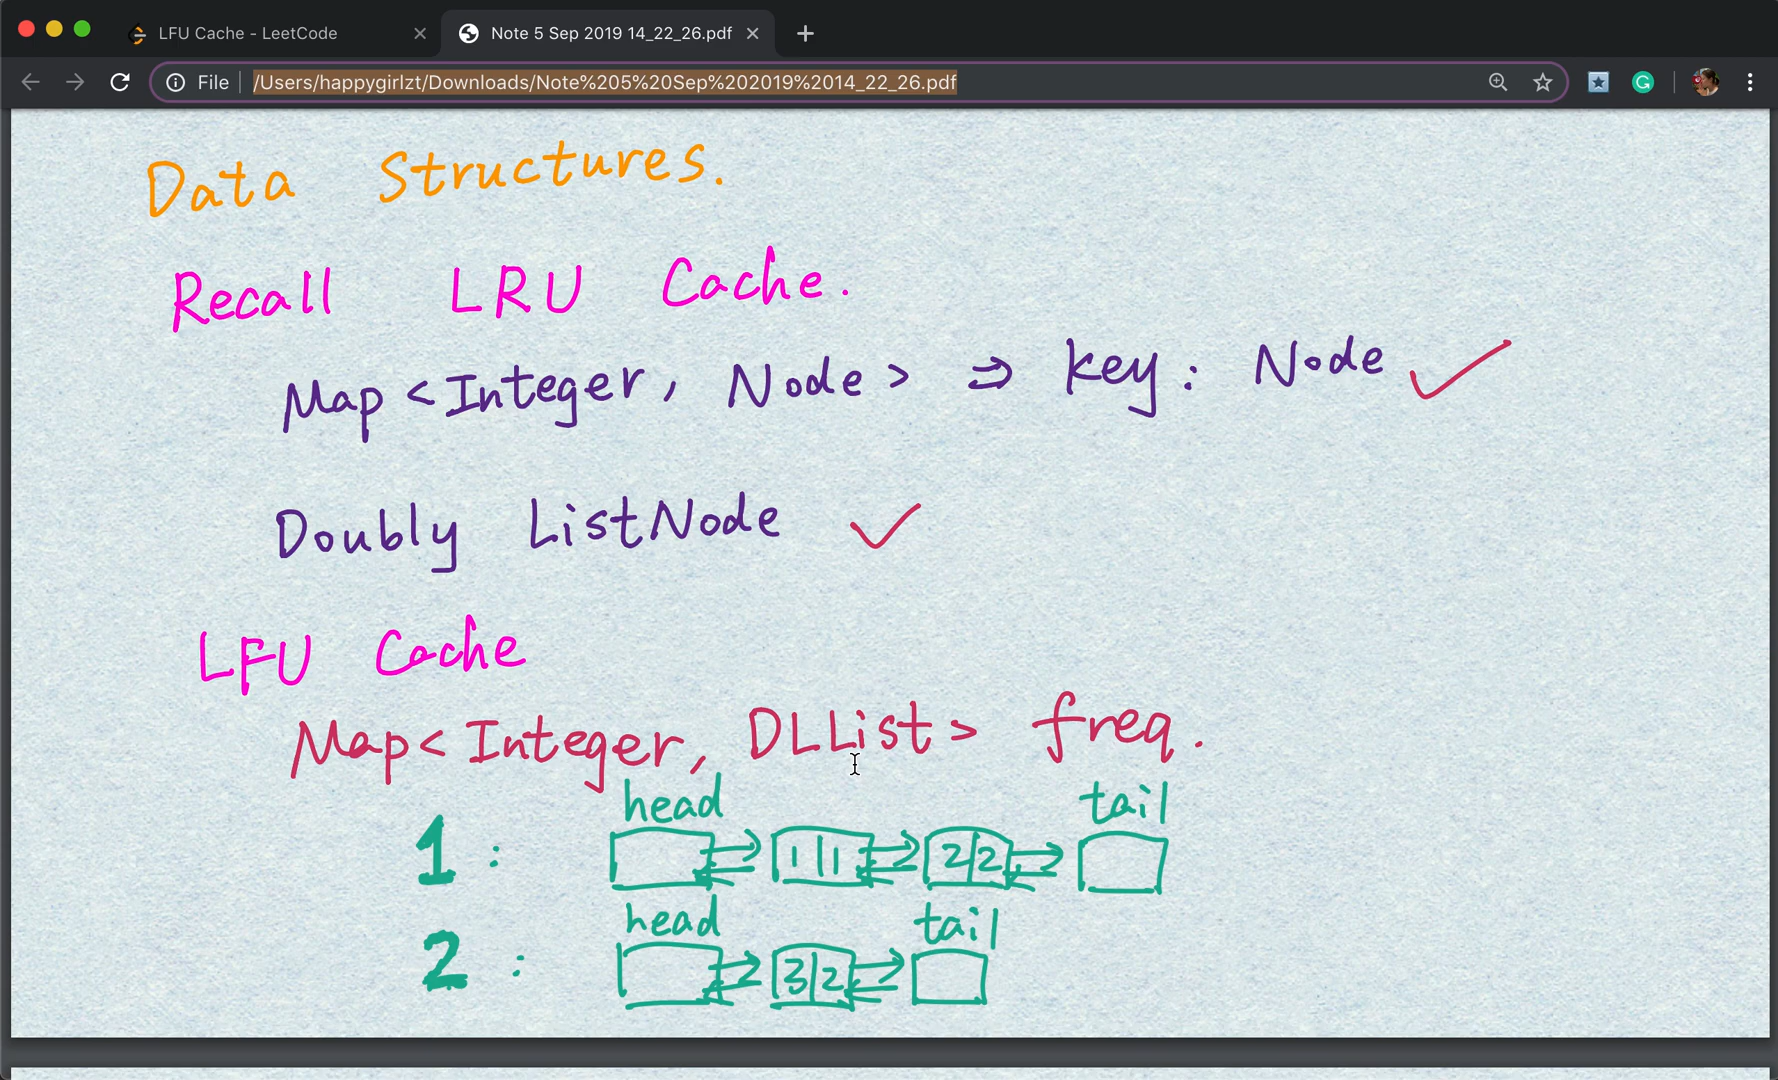 LFU Cache - LeetCode
Note 5 Sep 2019 14_22_26.pdf
File /Users/happygirlzt/Downloads/Note%205%20Sep%202019%2014_22_26.pdf
Data Structures.
Recall LRU Cache.
Map <Integer, Node> ⇒ key: Node ✓
Doubly ListNode ✓
LFU Cache
Map<Integer, DLList> freq.
head tail
1: 1|1 2|2
head tail
2: 3|2